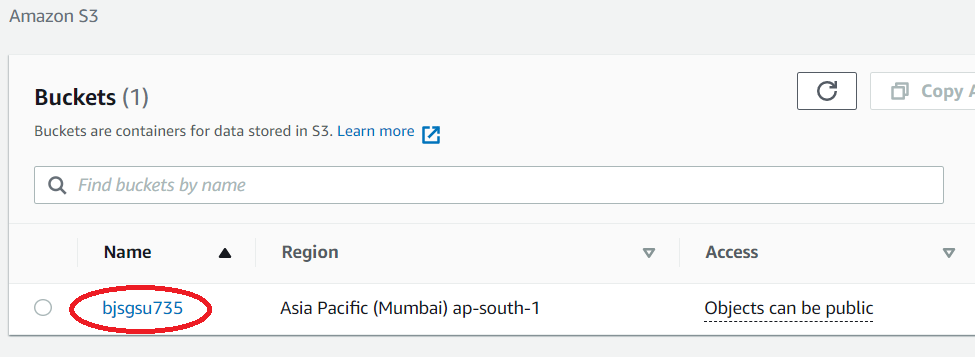 Amazon S3
Buckets (1)
Copy A
Buckets are containers for data stored in S3. Learn more
Find buckets by name
Name Region Access
bjsgsu735 Asia Pacific (Mumbai) ap-south-1 Objects can be public